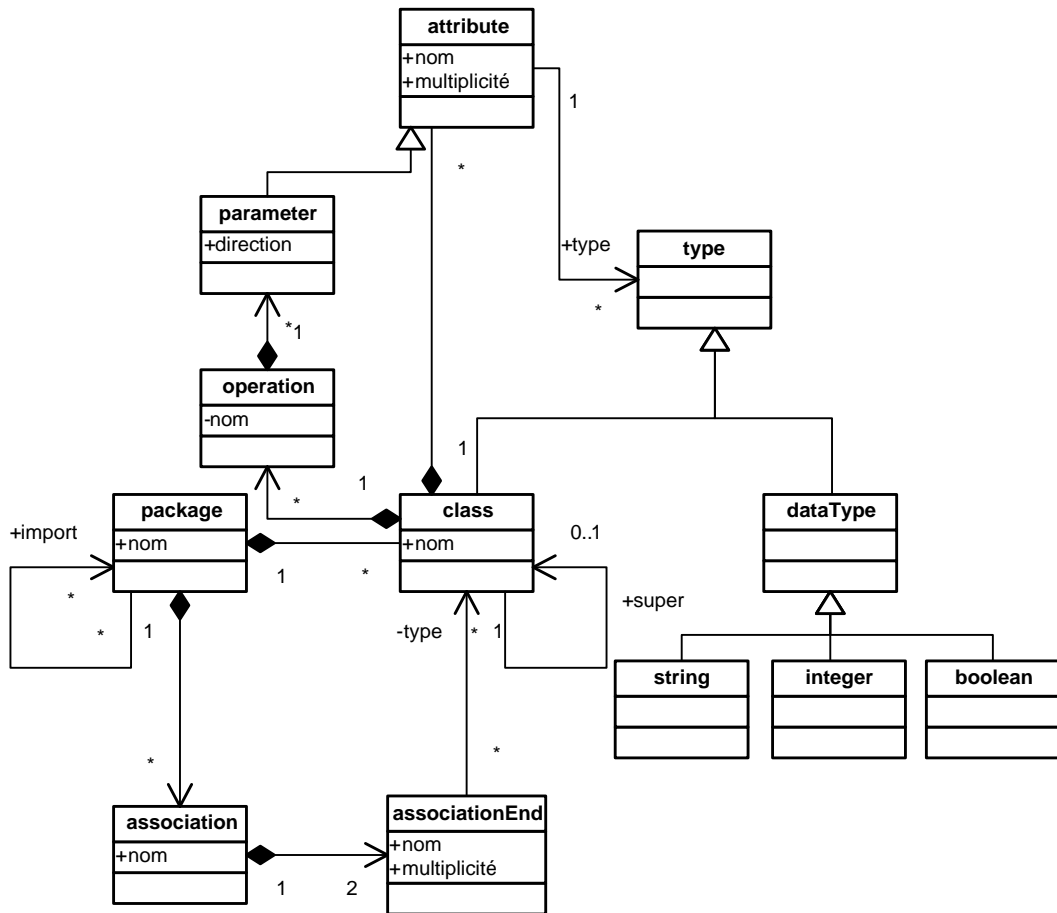 attribute
+nom
+multiplicité
1
*
parameter
+direction
+type
type
*
*1
operation
-nom
1
1
*
package
+nom
class
+nom
dataType
+import
0..1
1
*
*
*
1
-type
*
1
+super
string
integer
boolean
*
*
association
+nom
associationEnd
+nom
+multiplicité
1
2